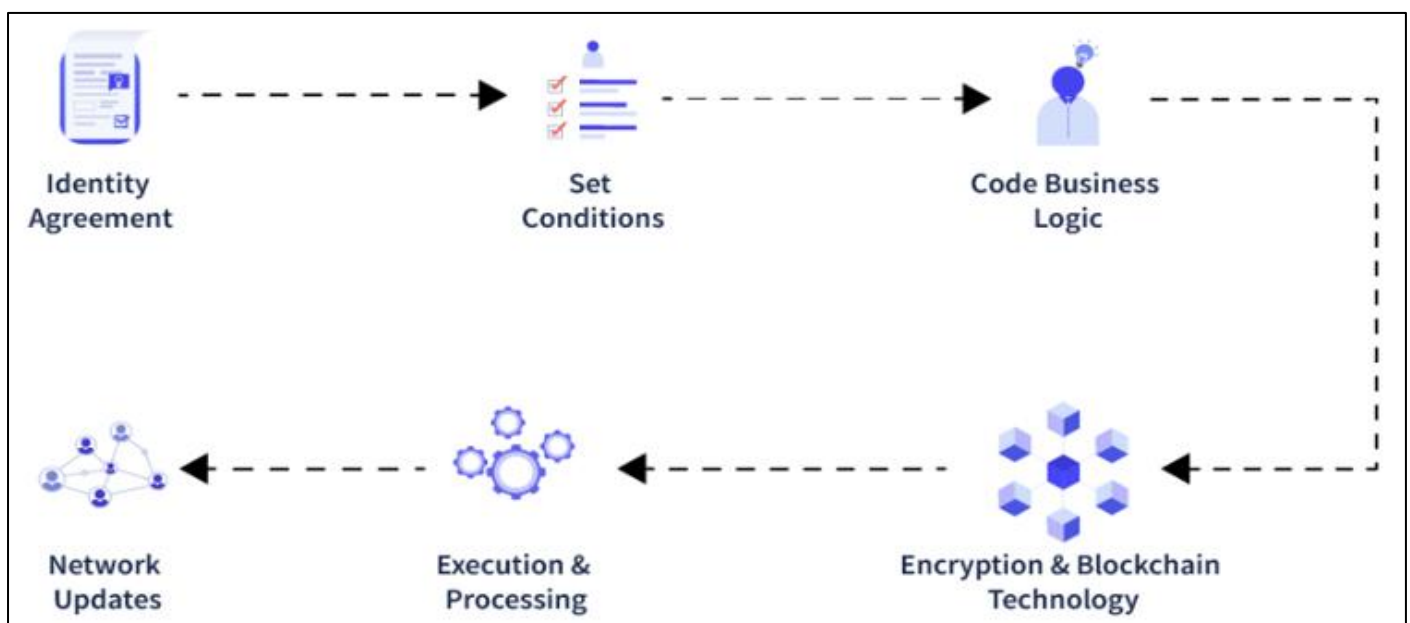 Identity
Agreement
Set
Conditions
Code Business
Logic
Network
Updates
Execution &
Processing
Encryption & Blockchain
Technology